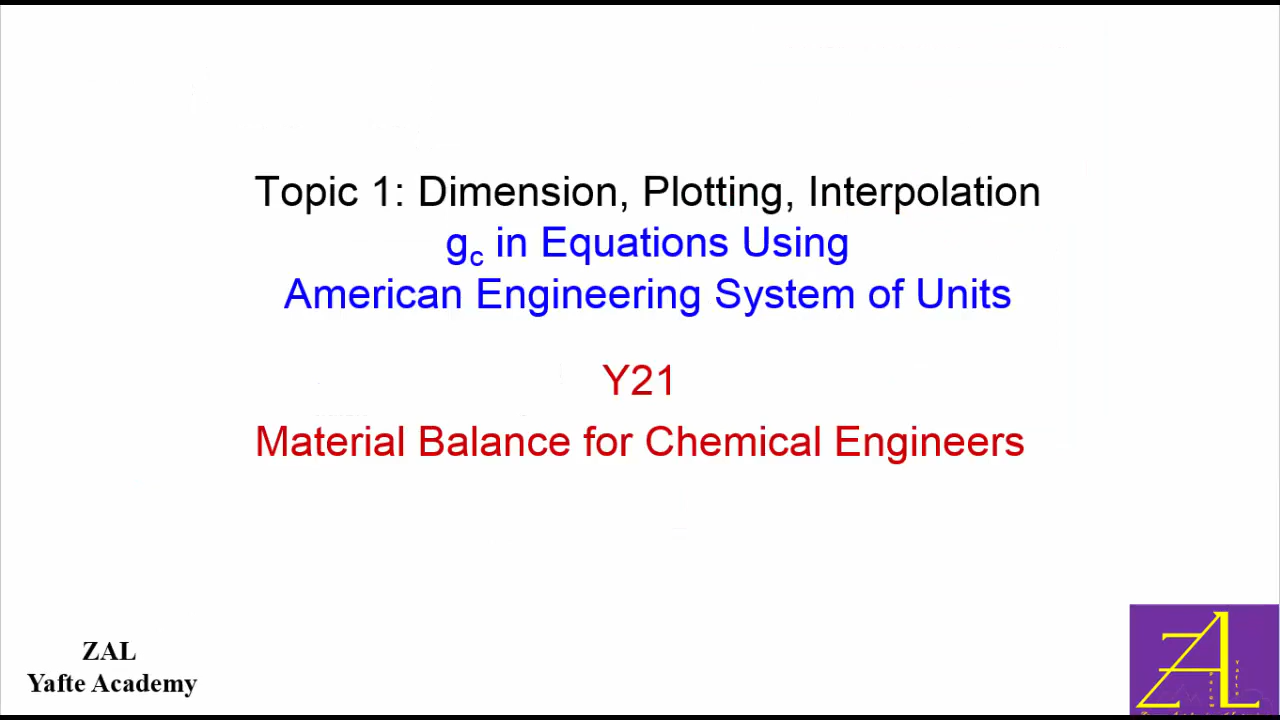 Topic 1: Dimension, Plotting, Interpolation
gc in Equations Using
American Engineering System of Units
Y21
Material Balance for Chemical Engineers
ZAL
Yafte Academy
ZAL